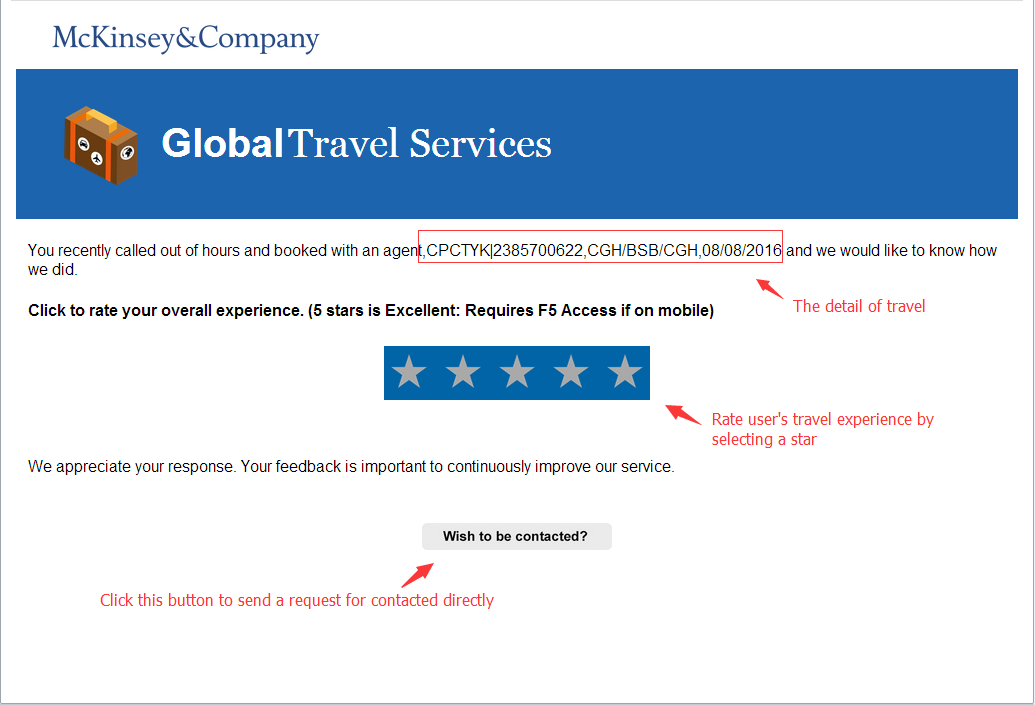 McKinsey&Company
Global Travel Services
You recently called out of hours and booked with an agent,CPCTYK|2385700622,CGH/BSB/CGH,08/08/2016 and we would like to know how
we did.
The detail of travel
Click to rate your overall experience. (5 stars is Excellent: Requires F5 Access if on mobile)
Rate user's travel experience by
selecting a star
We appreciate your response. Your feedback is important to continuously improve our service.
Wish to be contacted?
Click this button to send a request for contacted directly